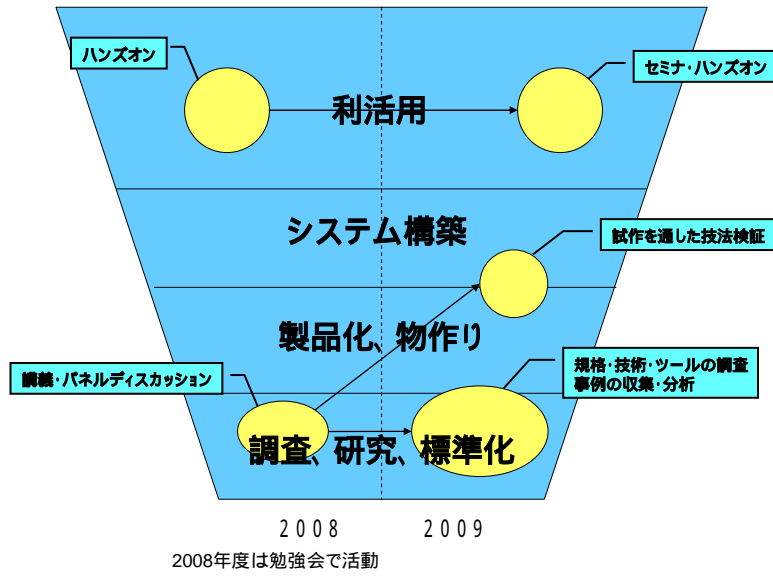 ハンズオン
セミナ・ハンズオン
利活用
システム構築
試作を通した技法検証
製品化、物作り
講義・パネルディスカッション
規格・技術・ツールの調査
事例の収集・分析
調査、研究、標準化
2008
2009
2008年度は勉強会で活動